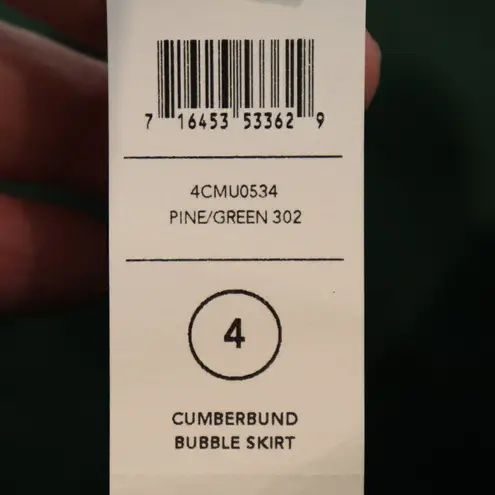 7 16453 53362 9
4CMU0534
PINE/GREEN 302
4
CUMBERBUND
BUBBLE SKIRT